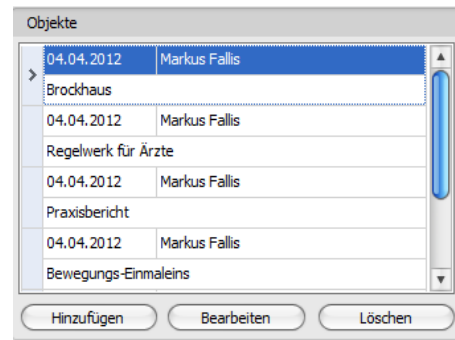 Objekte
04.04.2012 Markus Fallis
Brockhaus
04.04.2012 Markus Fallis
Regelwerk für Ärzte
04.04.2012 Markus Fallis
Praxisbericht
04.04.2012 Markus Fallis
Bewegungs-Einmaleins
Hinzufügen Bearbeiten Löschen